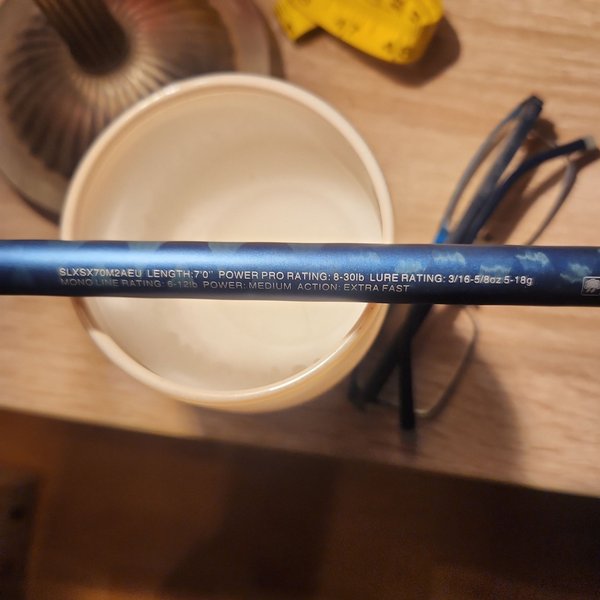 SLXSX70M2AEU LENGTH:7'0" POWER PRO RATING: 8-30lb LURE RATING: 3/16-5/8oz 5-18g
MONO LINE RATING: 6-12lb POWER: MEDIUM ACTION: EXTRA FAST